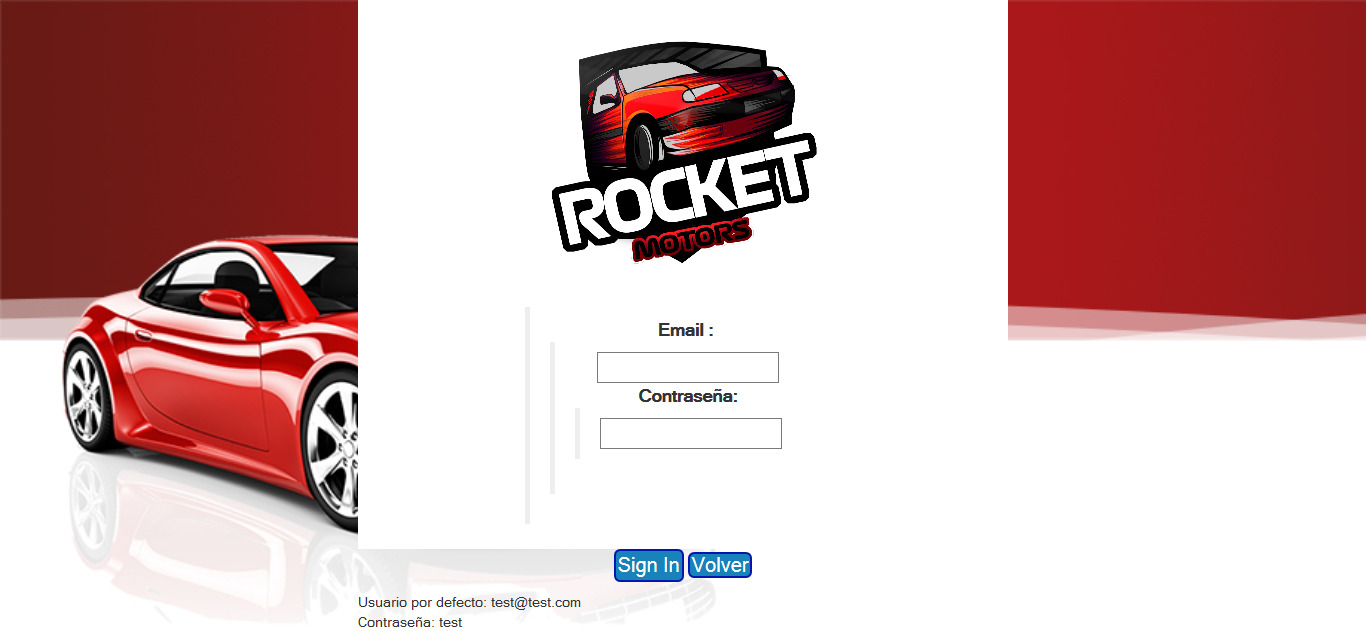 ROCKET
MOTORS
Email :
Contraseña:
Sign In Volver
Usuario por defecto: test@test.com
Contraseña: test